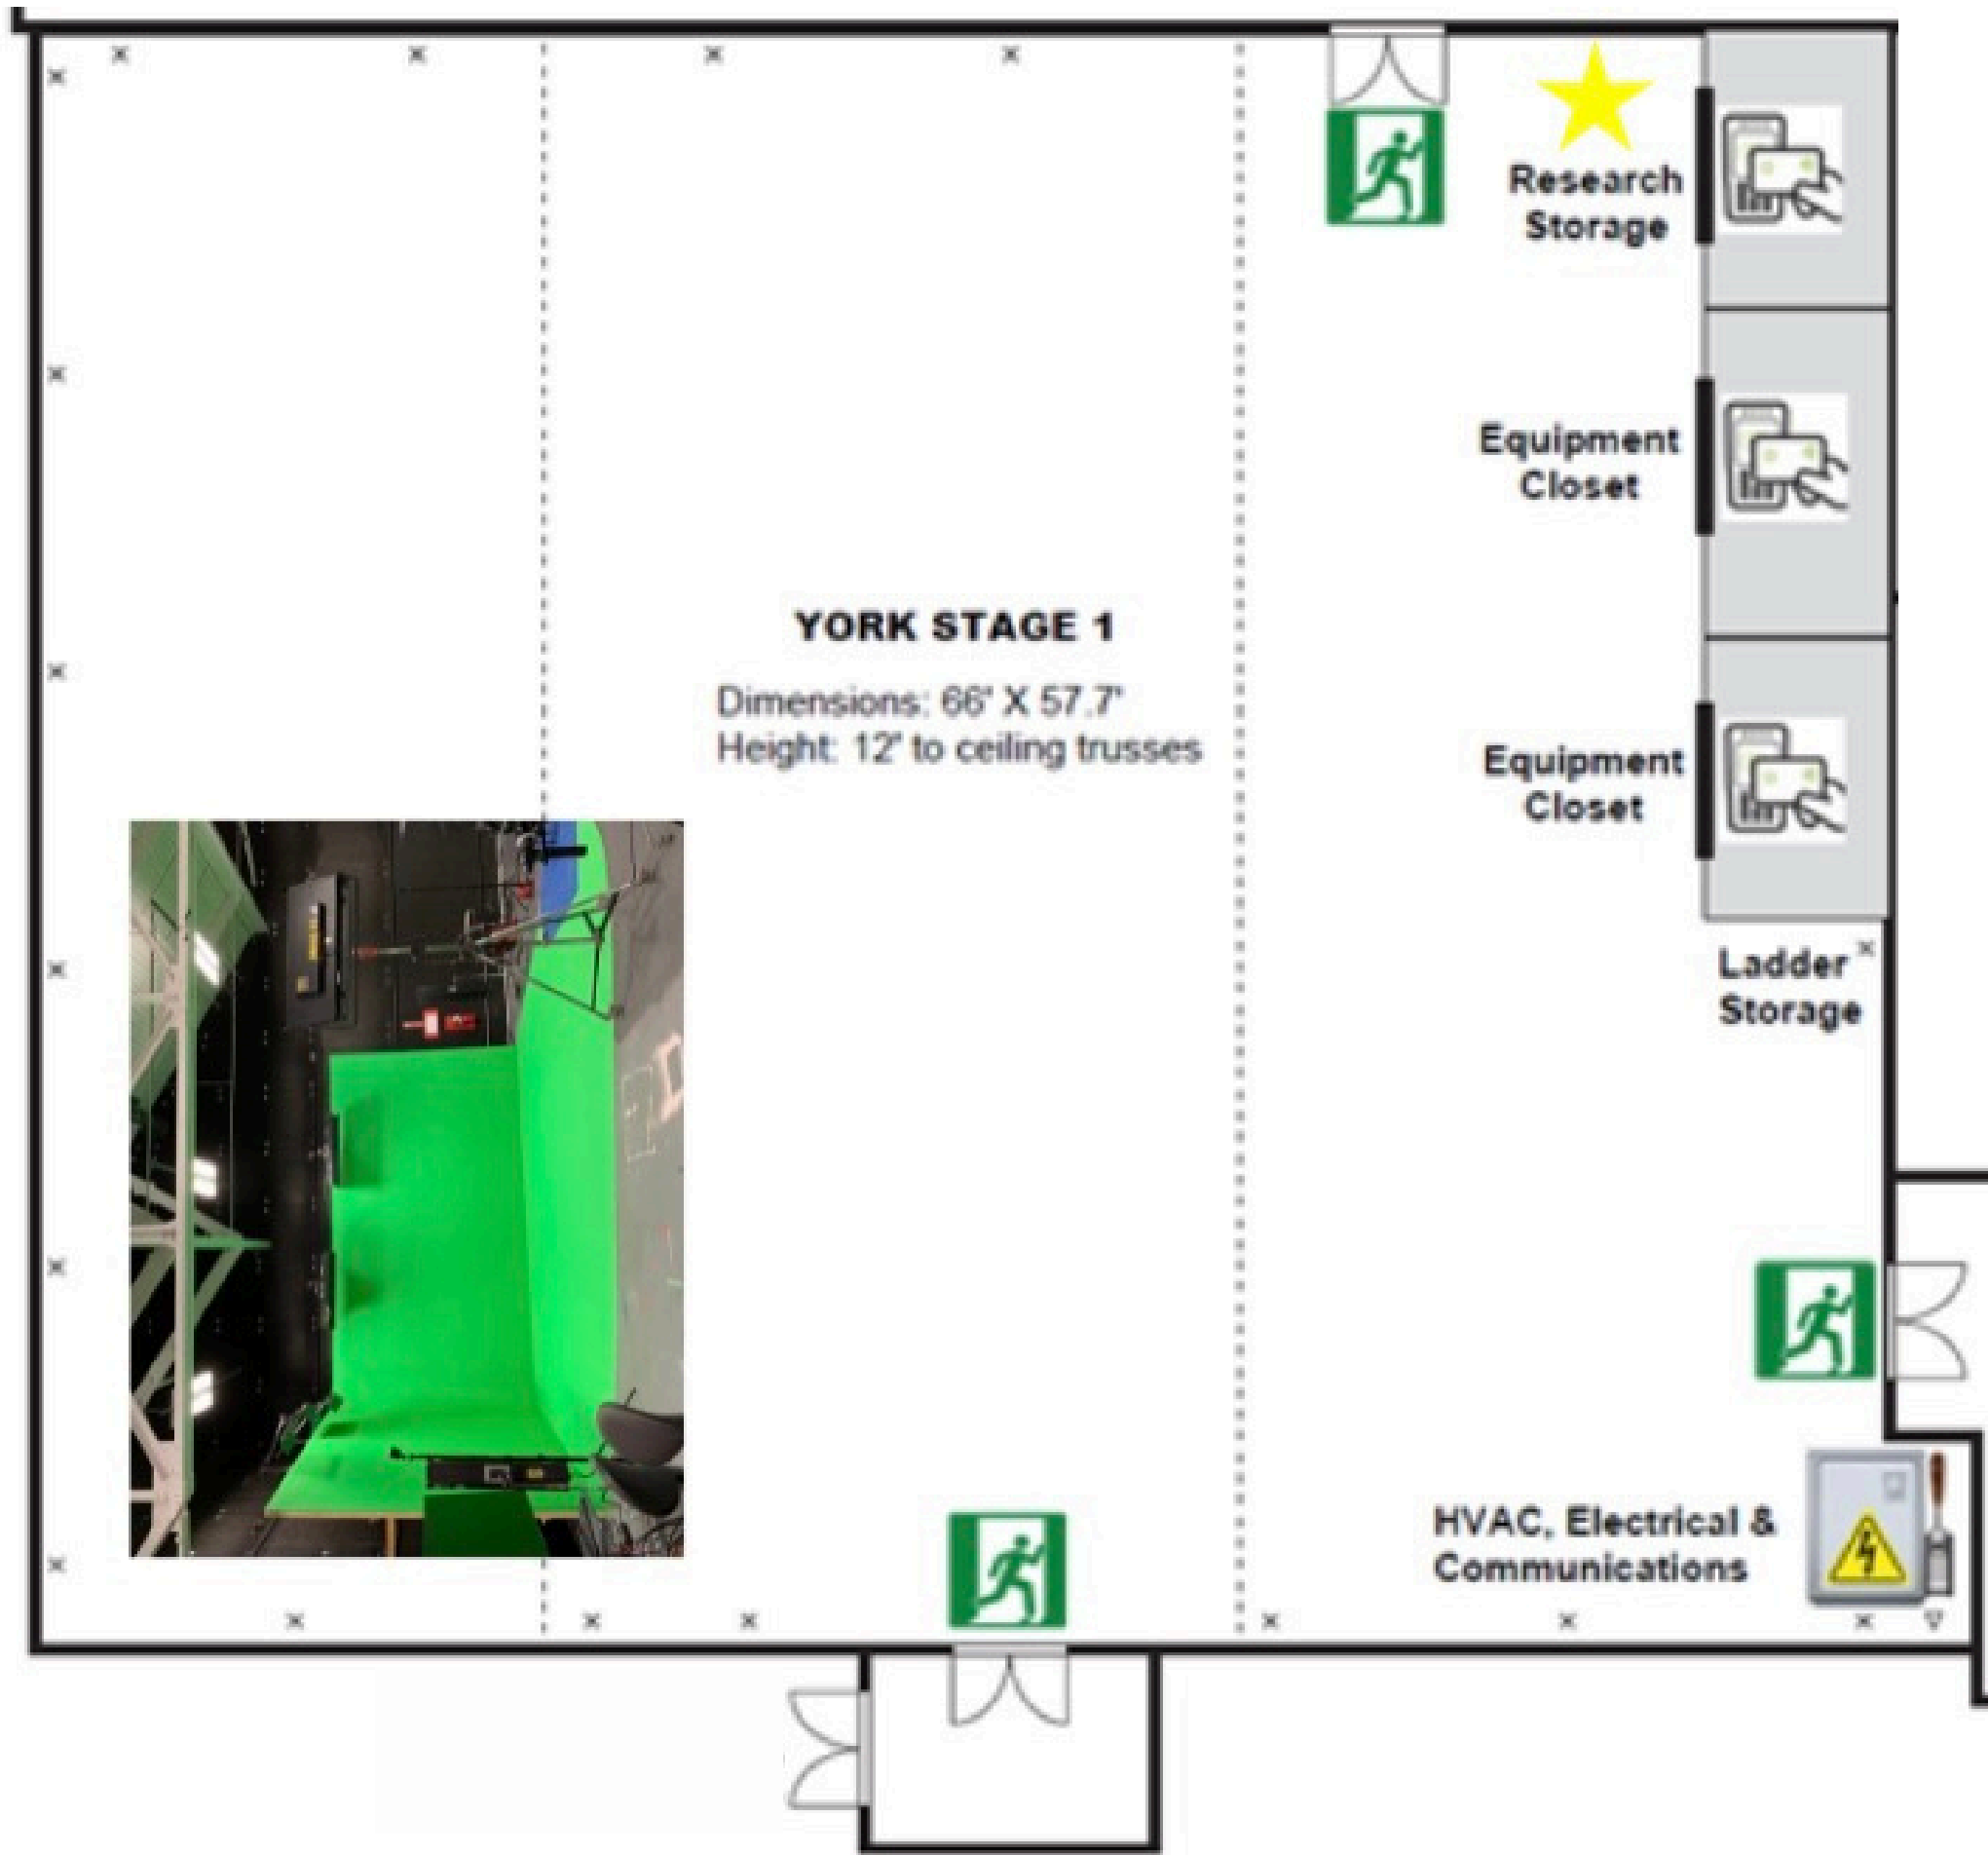 Research
Storage
Equipment
Closet
YORK STAGE 1
Dimensions: 66' X 57.7'
Height: 12' to ceiling trusses
Equipment
Closet
Ladder
Storage
HVAC, Electrical &
Communications